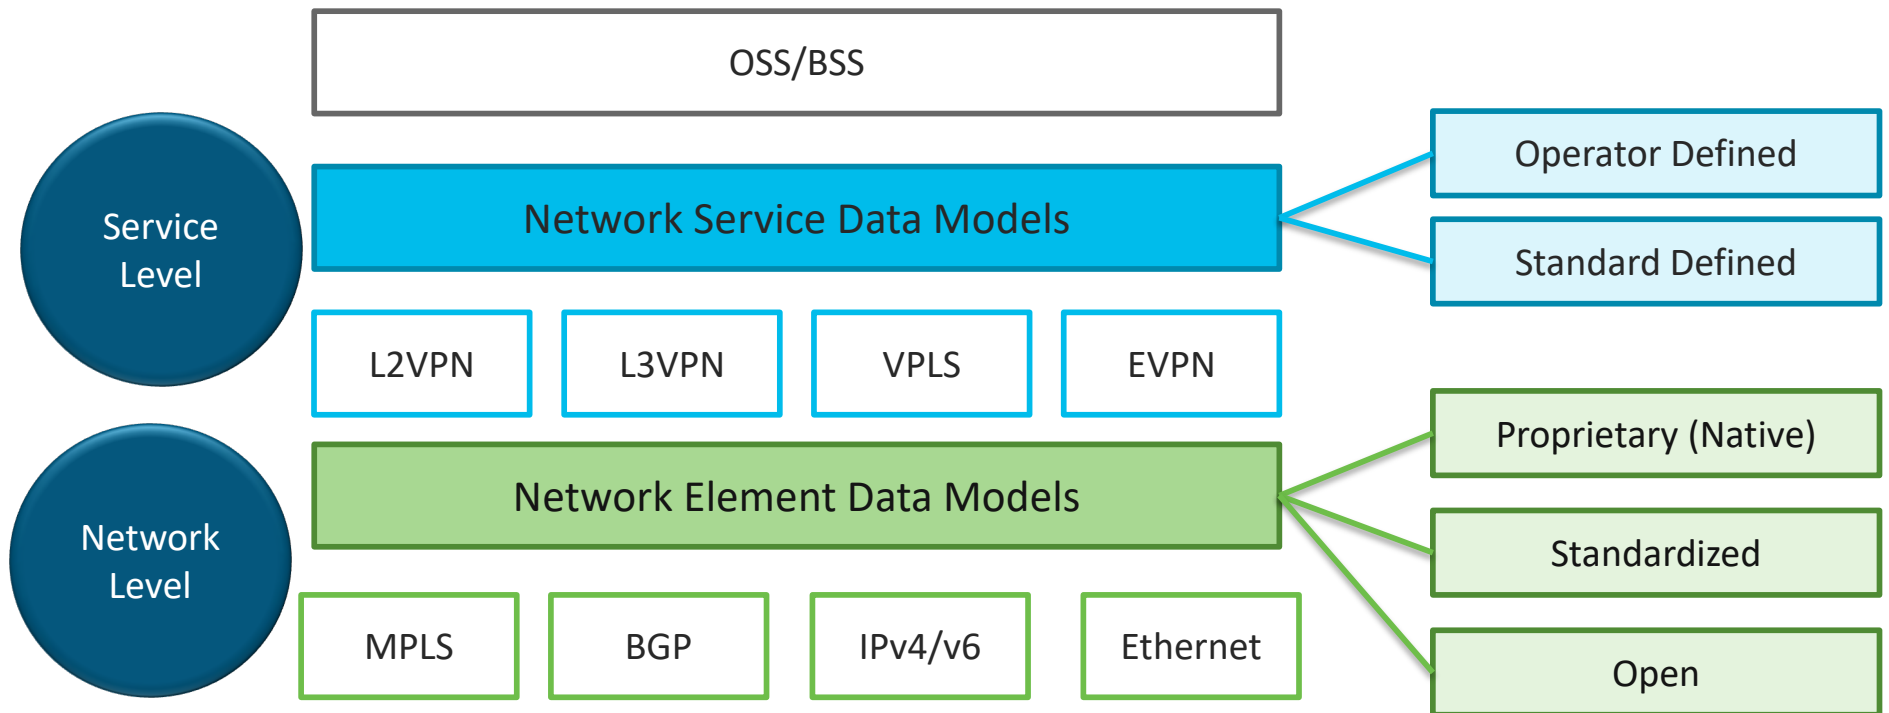 OSS/BSS
Service
Level
Network Service Data Models
Operator Defined
Standard Defined
L2VPN
L3VPN
VPLS
EVPN
Network
Level
Network Element Data Models
Proprietary (Native)
Standardized
Open
MPLS
BGP
IPv4/v6
Ethernet